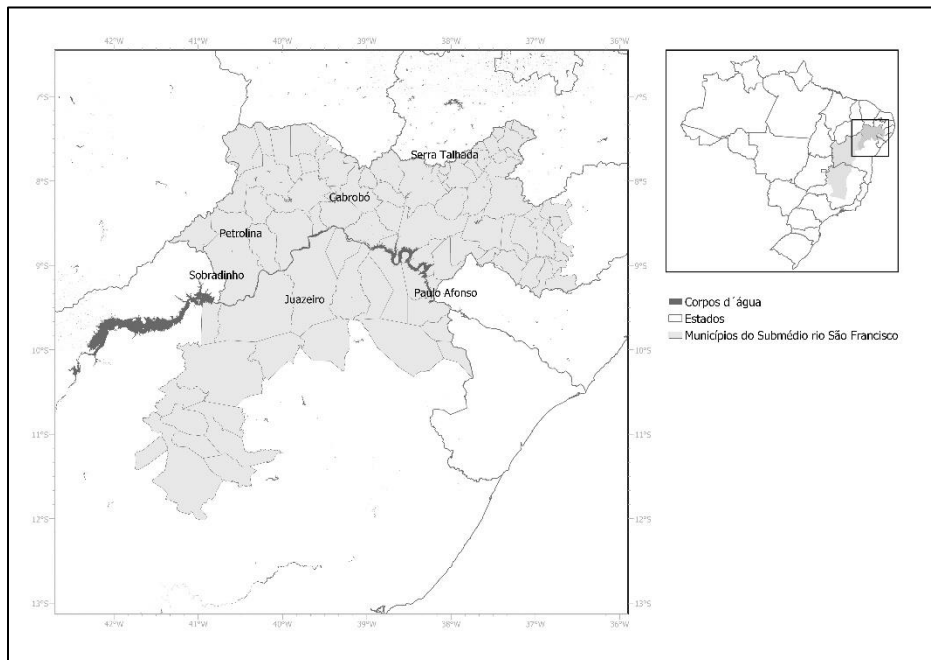 42°W 41°W 40°W 39°W 38°W 37°W 36°W
7°S 7°S
Serra Talhada
8°S 8°S
Cabrobó
Petrolina
9°S 9°S
Sobradinho
Paulo Afonso
Juazeiro
10°S 10°S
11°S 11°S
12°S 12°S
13°S 13°S
42°W 41°W 40°W 39°W 38°W 37°W 36°W
Corpos d´água
Estados
Municípios do Submédio rio São Francisco